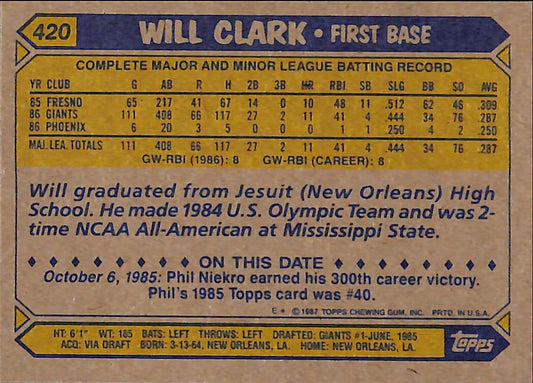 420 WILL CLARK • FIRST BASE
COMPLETE MAJOR AND MINOR LEAGUE BATTING RECORD
YR CLUB G AB R H 2B 3B HR RBI SB SLG BB SO AVG
85 FRESNO 65 217 41 67 14 0 10 48 11 .512 62 46 .309
86 GIANTS 111 408 66 117 27 2 11 41 4 .444 34 76 .287
86 PHOENIX 6 20 3 5 0 0 0 1 1 .250 4 2 .250
MAJ. LEA. TOTALS 111 408 66 117 27 2 11 41 4 .444 34 76 .287
GW-RBI (1986): 8 GW-RBI (CAREER): 8
Will graduated from Jesuit (New Orleans) High
School. He made 1984 U.S. Olympic Team and was 2-
time NCAA All-American at Mississippi State.
♦ ♦ ♦ ♦ ♦ ♦ ♦ ♦ ON THIS DATE ♦ ♦ ♦ ♦ ♦ ♦ ♦ ♦
October 6, 1985: Phil Niekro earned his 300th career victory.
Phil's 1985 Topps card was #40.
E * © 1987 TOPPS CHEWING GUM, INC. PRTD. IN U.S.A.
HT: 6'1" WT: 185 BATS: LEFT THROWS: LEFT DRAFTED: GIANTS #1-JUNE, 1985
ACQ: VIA DRAFT BORN: 3-13-64, NEW ORLEANS, LA. HOME: NEW ORLEANS, LA.
Topps